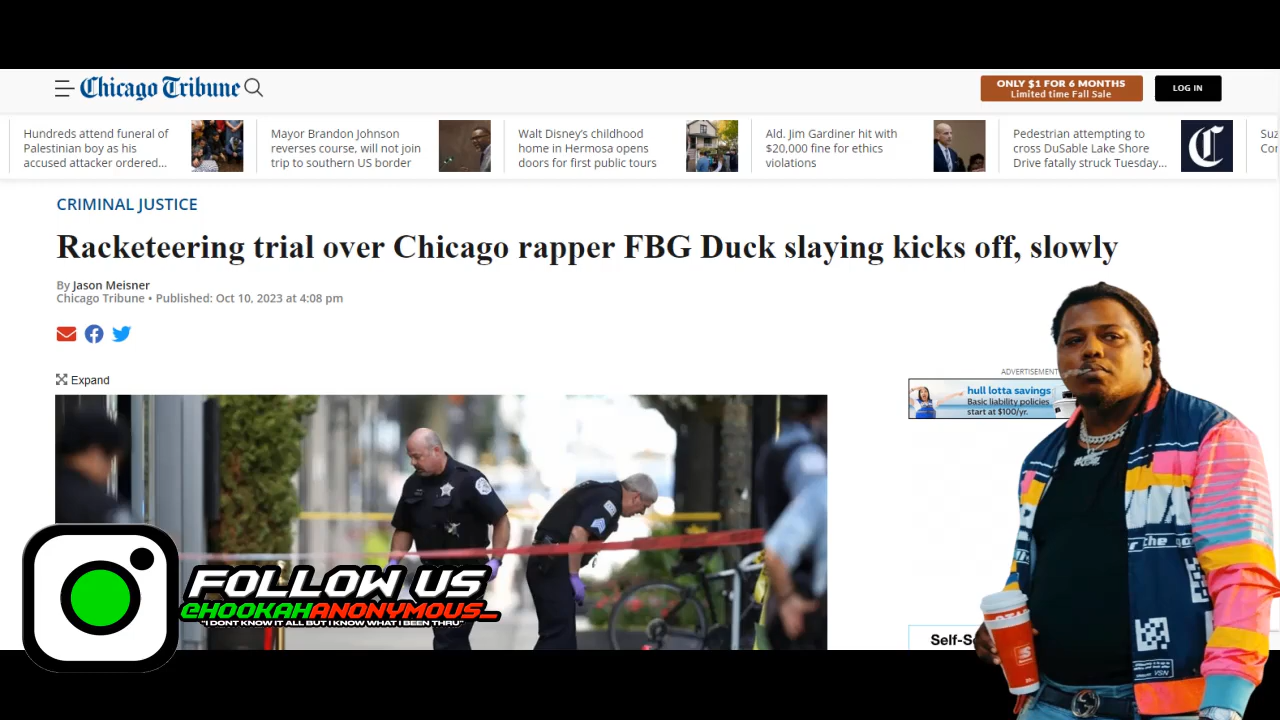 Chicago Tribune
ONLY $1 FOR 6 MONTHS
Limited time Fall Sale
LOG IN
Hundreds attend funeral of
Palestinian boy as his
accused attacker ordered...
Mayor Brandon Johnson
reverses course, will not join
trip to southern US border
Walt Disney's childhood
home in Hermosa opens
doors for first public tours
Ald. Jim Gardiner hit with
$20,000 fine for ethics
violations
Pedestrian attempting to
cross DuSable Lake Shore
Drive fatally struck Tuesday...
C
CRIMINAL JUSTICE
Racketeering trial over Chicago rapper FBG Duck slaying kicks off, slowly
By Jason Meisner
Chicago Tribune • Published: Oct 10, 2023 at 4:08 pm
Expand
ADVERTISEMENT
hull lotta savings
Basic liability policies
start at $100/yr.
FOLLOW US
@HOOKAHANONYMOUS_
"I DONT KNOW IT ALL BUT I KNOW WHAT I BEEN THRU"